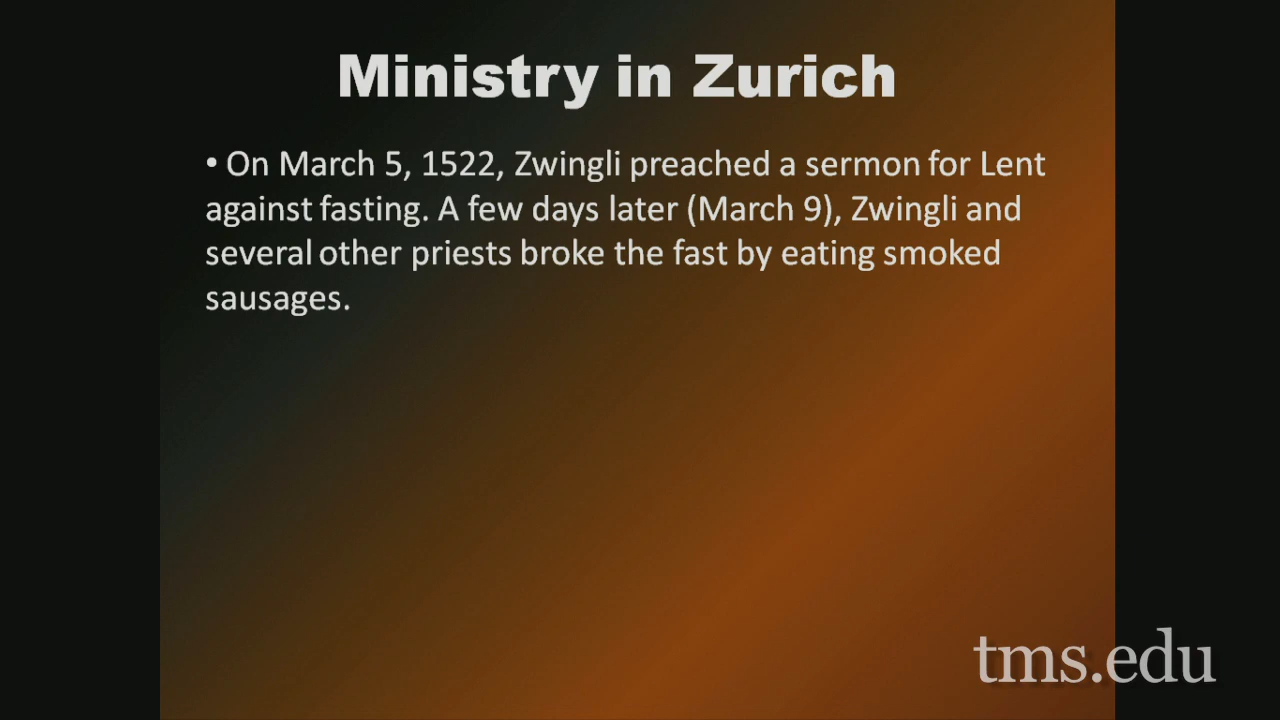 Ministry in Zurich
• On March 5, 1522, Zwingli preached a sermon for Lent
against fasting. A few days later (March 9), Zwingli and
several other priests broke the fast by eating smoked
sausages.
tms.edu